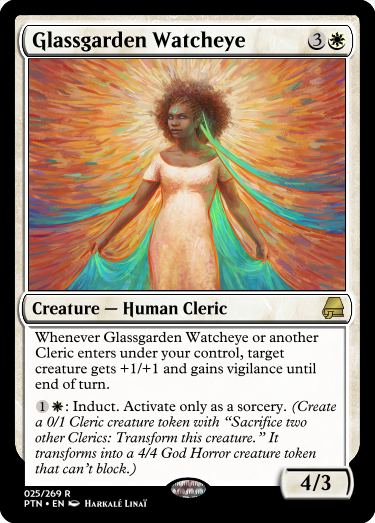 Glassgarden Watcheye 3
Creature — Human Cleric
Whenever Glassgarden Watcheye or another
Cleric enters under your control, target
creature gets +1/+1 and gains vigilance until
end of turn.
1 : Induct. Activate only as a sorcery. (Create
a 0/1 Cleric creature token with “Sacrifice two
other Clerics: Transform this creature.” It
transforms into a 4/4 God Horror creature token
that can't block.)
4/3
025/269 R
PTN • EN Harkalé Linaï